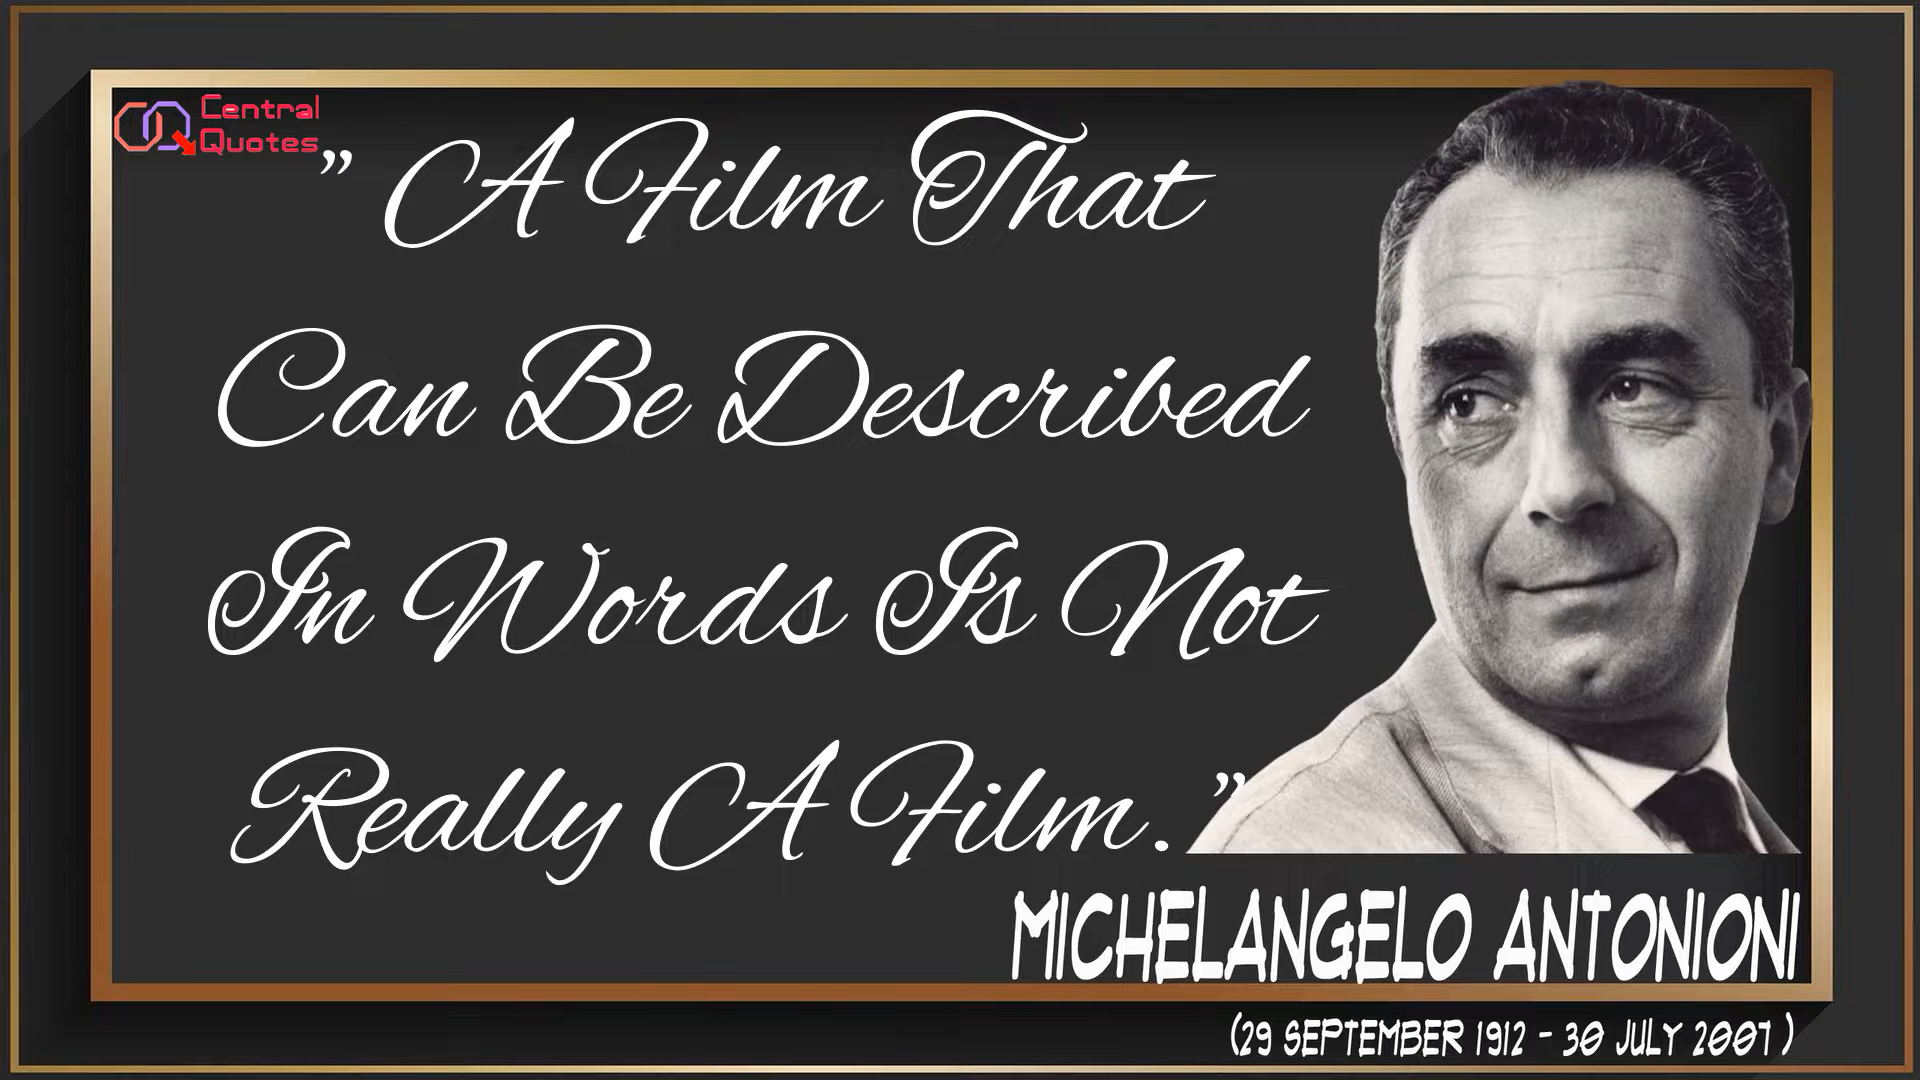 Central
Quotes
” A Film That
Can Be Described
In Words Is Not
Really A Film.”
MICHELANGELO ANTONIONI
(29 SEPTEMBER 1912 - 30 JULY 2007 )